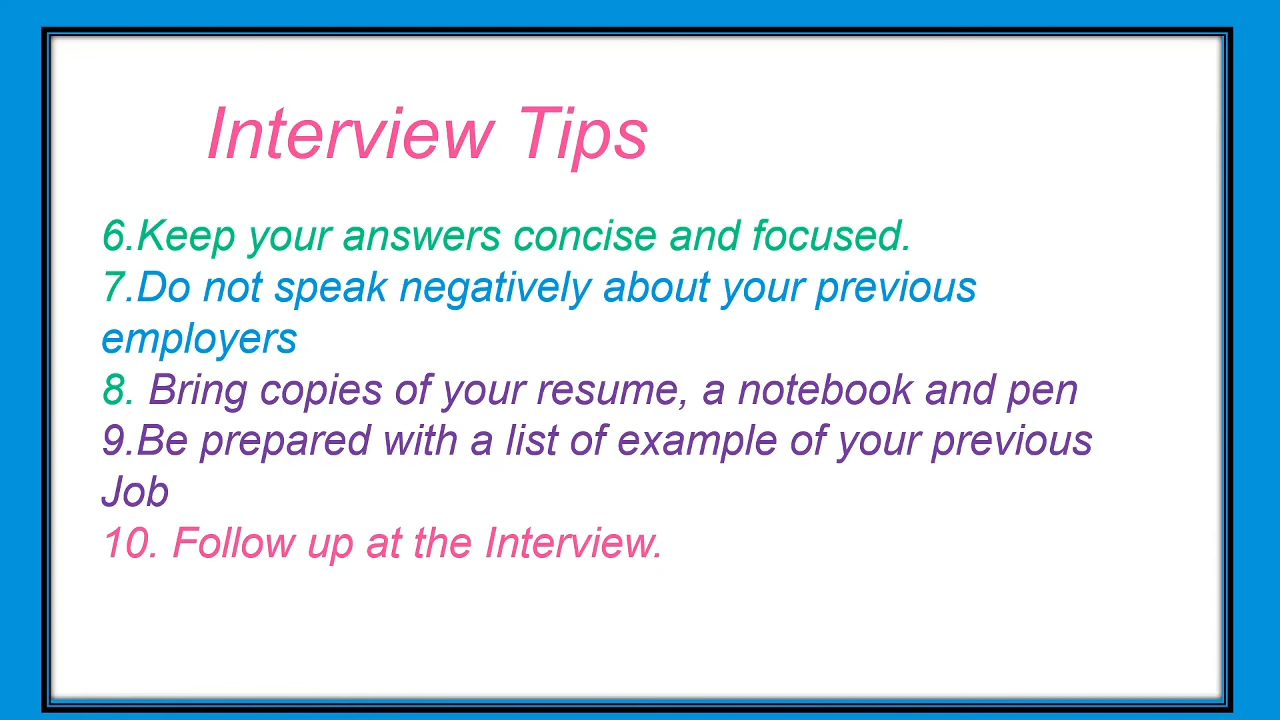 Interview Tips
6.Keep your answers concise and focused.
7.Do not speak negatively about your previous
employers
8. Bring copies of your resume, a notebook and pen
9.Be prepared with a list of example of your previous
Job
10. Follow up at the Interview.